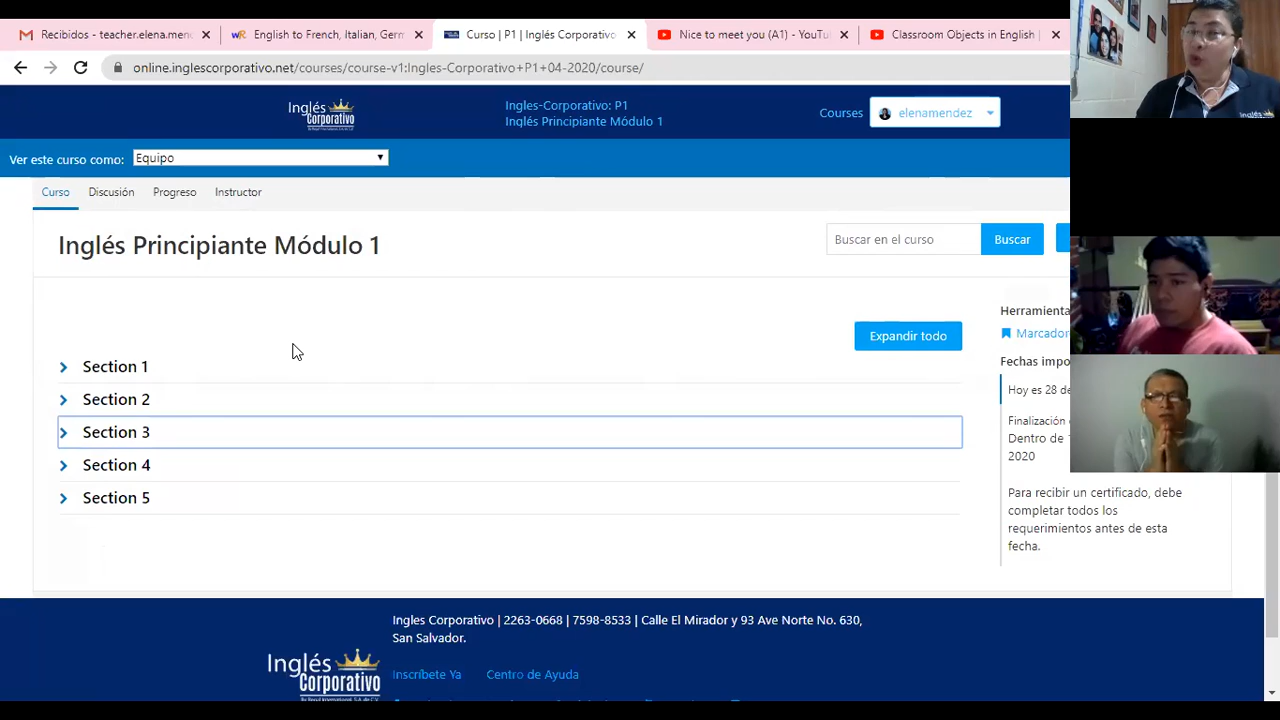 Recibidos - teacher.elena.men
English to French, Italian, Germ
Curso | P1 | Inglés Corporativo
Nice to meet you (A1) - YouTu
Classroom Objects in English |
online.inglescorporativo.net/courses/course-v1:Ingles-Corporativo+P1+04-2020/course/
Inglés
Corporativo
Ingles-Corporativo: P1
Inglés Principiante Módulo 1
Courses
elenamendez
Ver este curso como:
Equipo
Curso
Discusión
Progreso
Instructor
Inglés Principiante Módulo 1
Buscar en el curso
Buscar
Expandir todo
Section 1
Section 2
Section 3
Section 4
Section 5
Herramienta
Marcador
Fechas impo
Hoy es 28 de
Finalización
Dentro de
2020
Para recibir un certificado, debe
completar todos los
requerimientos antes de esta
fecha.
Inglés
Corporativo
Ingles Corporativo | 2263-0668 | 7598-8533 | Calle El Mirador y 93 Ave Norte No. 630,
San Salvador.
Inscríbete Ya
Centro de Ayuda